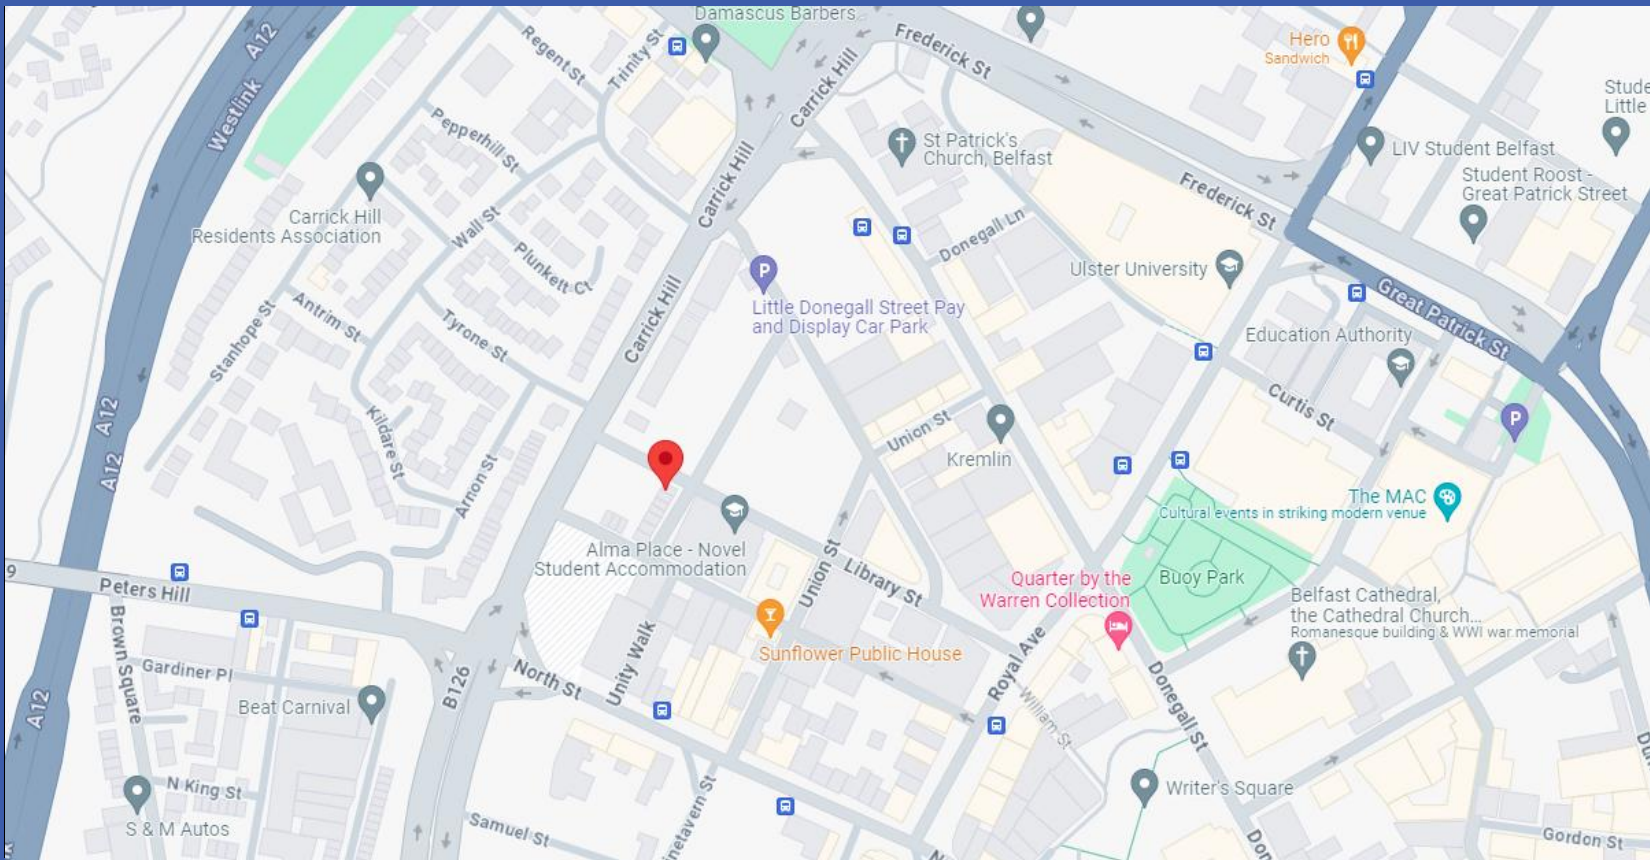 Damascus Barbers
A12
Westlink
Regent St
Trinity St
Carrick Hill
Frederick St
Hero
Sandwich
Stude
Little
Pepperhill St
St Patrick's
Church, Belfast
LIV Student Belfast
Student Roost -
Great Patrick Street
Carrick Hill
Carrick Hill
Residents Association
Wall St
Plunkett Ct
Donegall Ln
Frederick St
Ulster University
P
Little Donegall Street Pay
and Display Car Park
Carrick Hill
Stanhope St
Antrim St
Tyrone St
Great Patrick St
Education Authority
Curtis St
P
A12
A12
Kildare St
Arnon St
Union St
Kremlin
The MAC
Cultural events in striking modern venue
Alma Place - Novel
Student Accommodation
Union St
Library St
Quarter by the
Warren Collection
Buoy Park
Belfast Cathedral,
the Cathedral Church...
Romanesque building & WWI war memorial
9
Peters Hill
Brown Square
Gardiner Pl
Beat Carnival
B126
North St
Unity Walk
Sunflower Public House
Royal Ave
William St
Donegall St
A12
N King St
S & M Autos
Samuel St
inetavern St
Writer's Square
Don
Gordon St